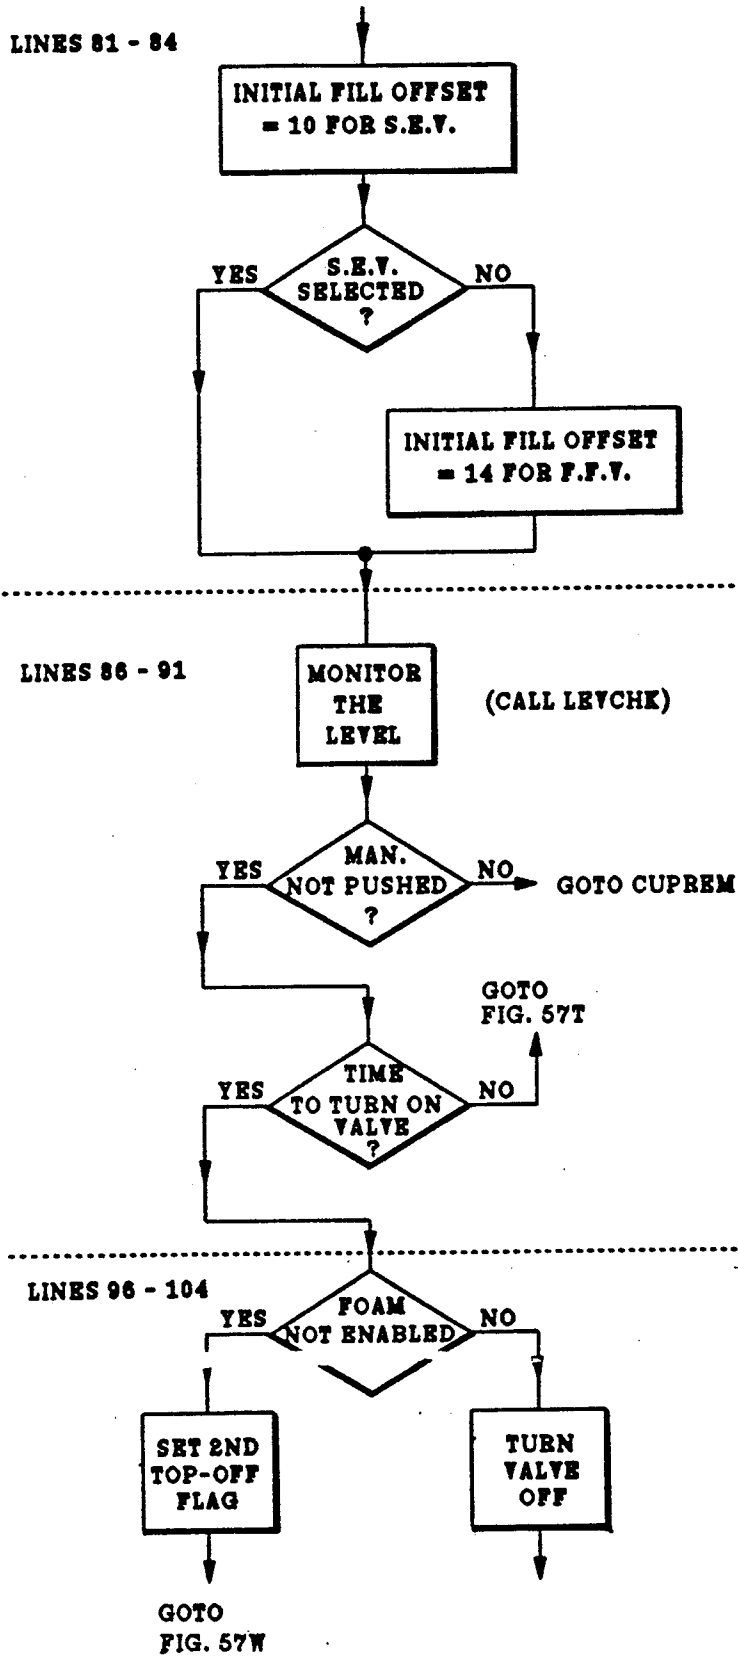 LINES 81 - 84
INITIAL FILL OFFSET
= 10 FOR S.E.V.
S.E.V.
SELECTED
?
YES
NO
INITIAL FILL OFFSET
= 14 FOR F.F.V.
LINES 86 - 91
MONITOR
THE
LEVEL
(CALL LEVCHK)
MAN.
NOT PUSHED
?
YES
NO
GOTO CUPREM
GOTO
FIG. 57T
TIME
TO TURN ON
VALVE
?
YES
NO
LINES 96 - 104
FOAM
NOT ENABLED
YES
NO
SET 2ND
TOP-OFF
FLAG
TURN
VALVE
OFF
GOTO
FIG. 57W